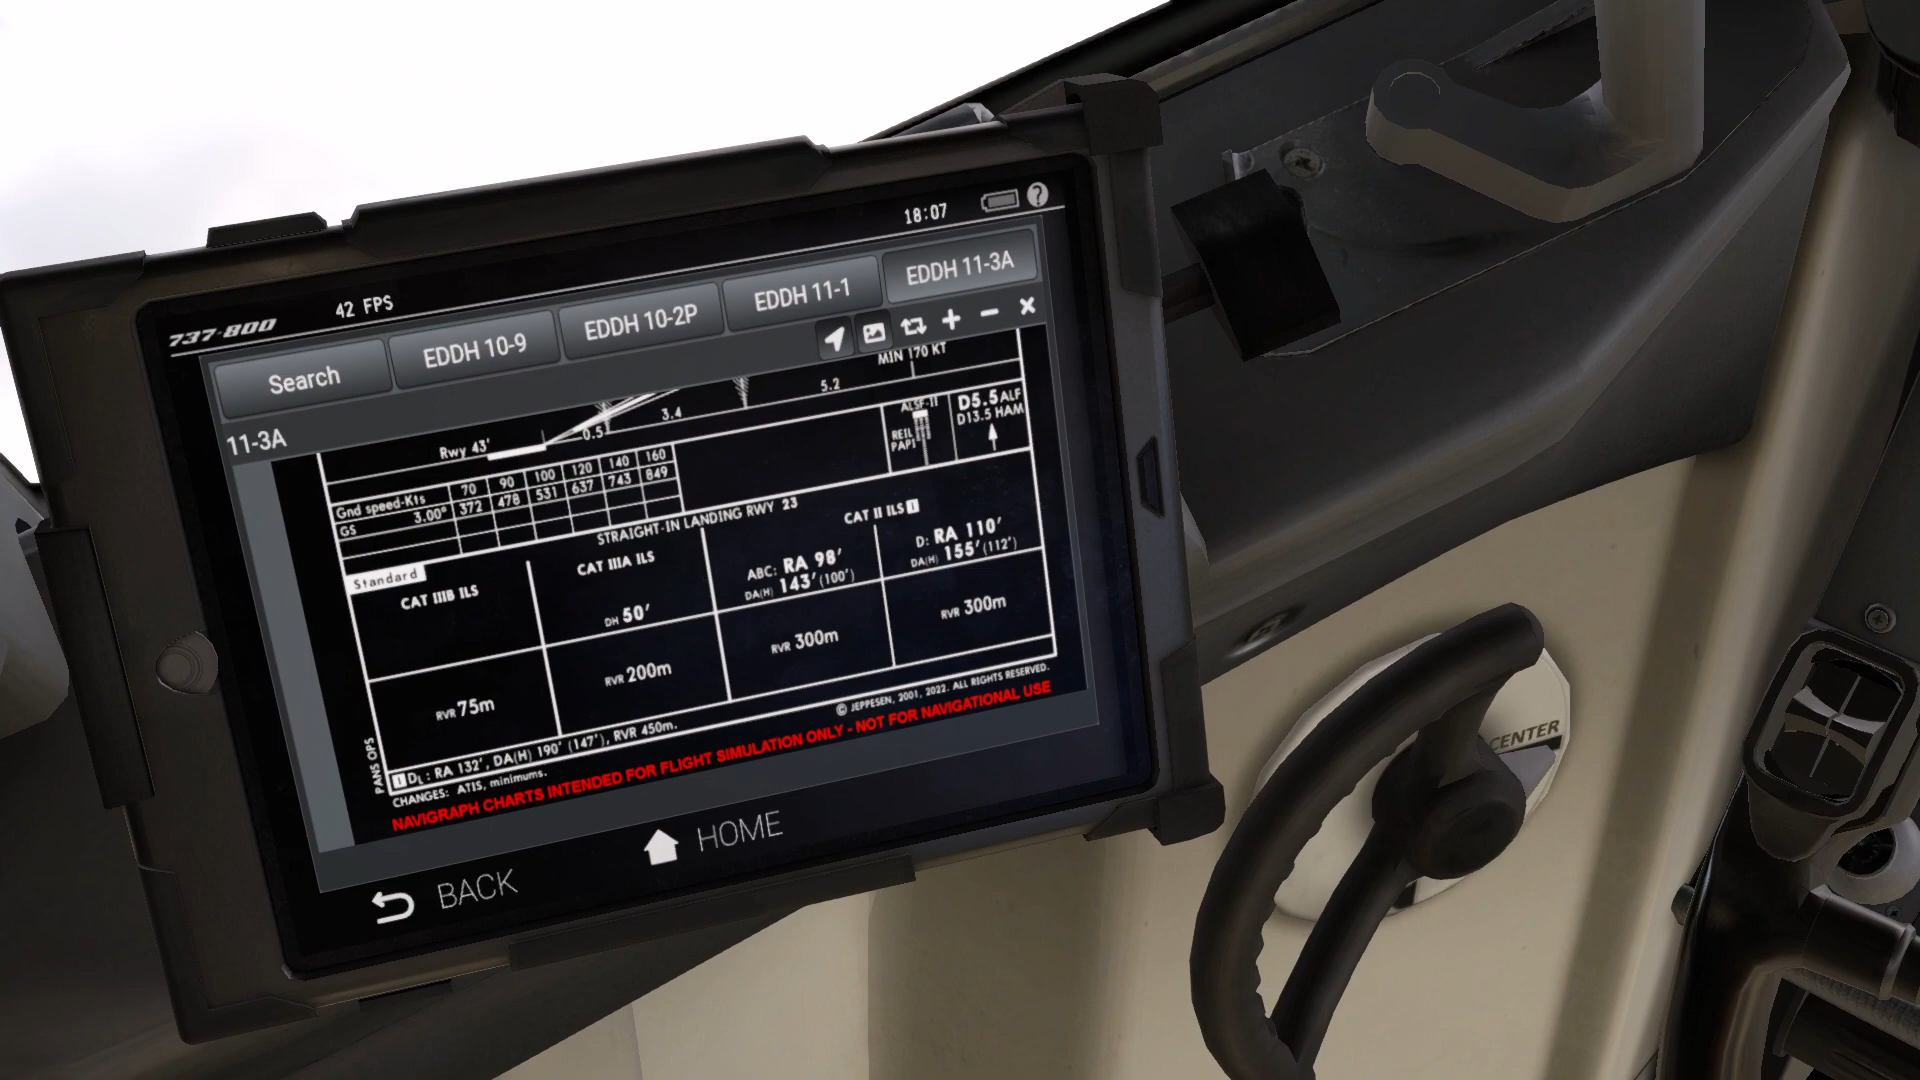 737-800 42 FPS 18:07 ?
Search EDDH 10-9 EDDH 10-2P EDDH 11-1 EDDH 11-3A
11-3A
MIN 170 KT
Rwy 43' 0.5 3.4 5.2
ALSF-II
REIL
PAPI
D5.5 ALF
D13.5 HAM
Gnd speed-Kts 70 90 100 120 140 160
GS 3.00° 372 478 531 637 743 849
STRAIGHT-IN LANDING RWY 23
Standard
CAT IIIB ILS
CAT IIIA ILS
CAT II ILS
DH 50'
ABC: RA 98'
DA(H) 143' (100')
D: RA 110'
DA(H) 155' (112')
RVR 75m
RVR 200m
RVR 300m
RVR 300m
PANS OPS
1 DL: RA 132', DA(H) 190' (147'), RVR 450m.
CHANGES: ATIS, minimums.
© JEPPESEN, 2001, 2022. ALL RIGHTS RESERVED.
NAVIGRAPH CHARTS INTENDED FOR FLIGHT SIMULATION ONLY - NOT FOR NAVIGATIONAL USE
BACK
HOME
CENTER